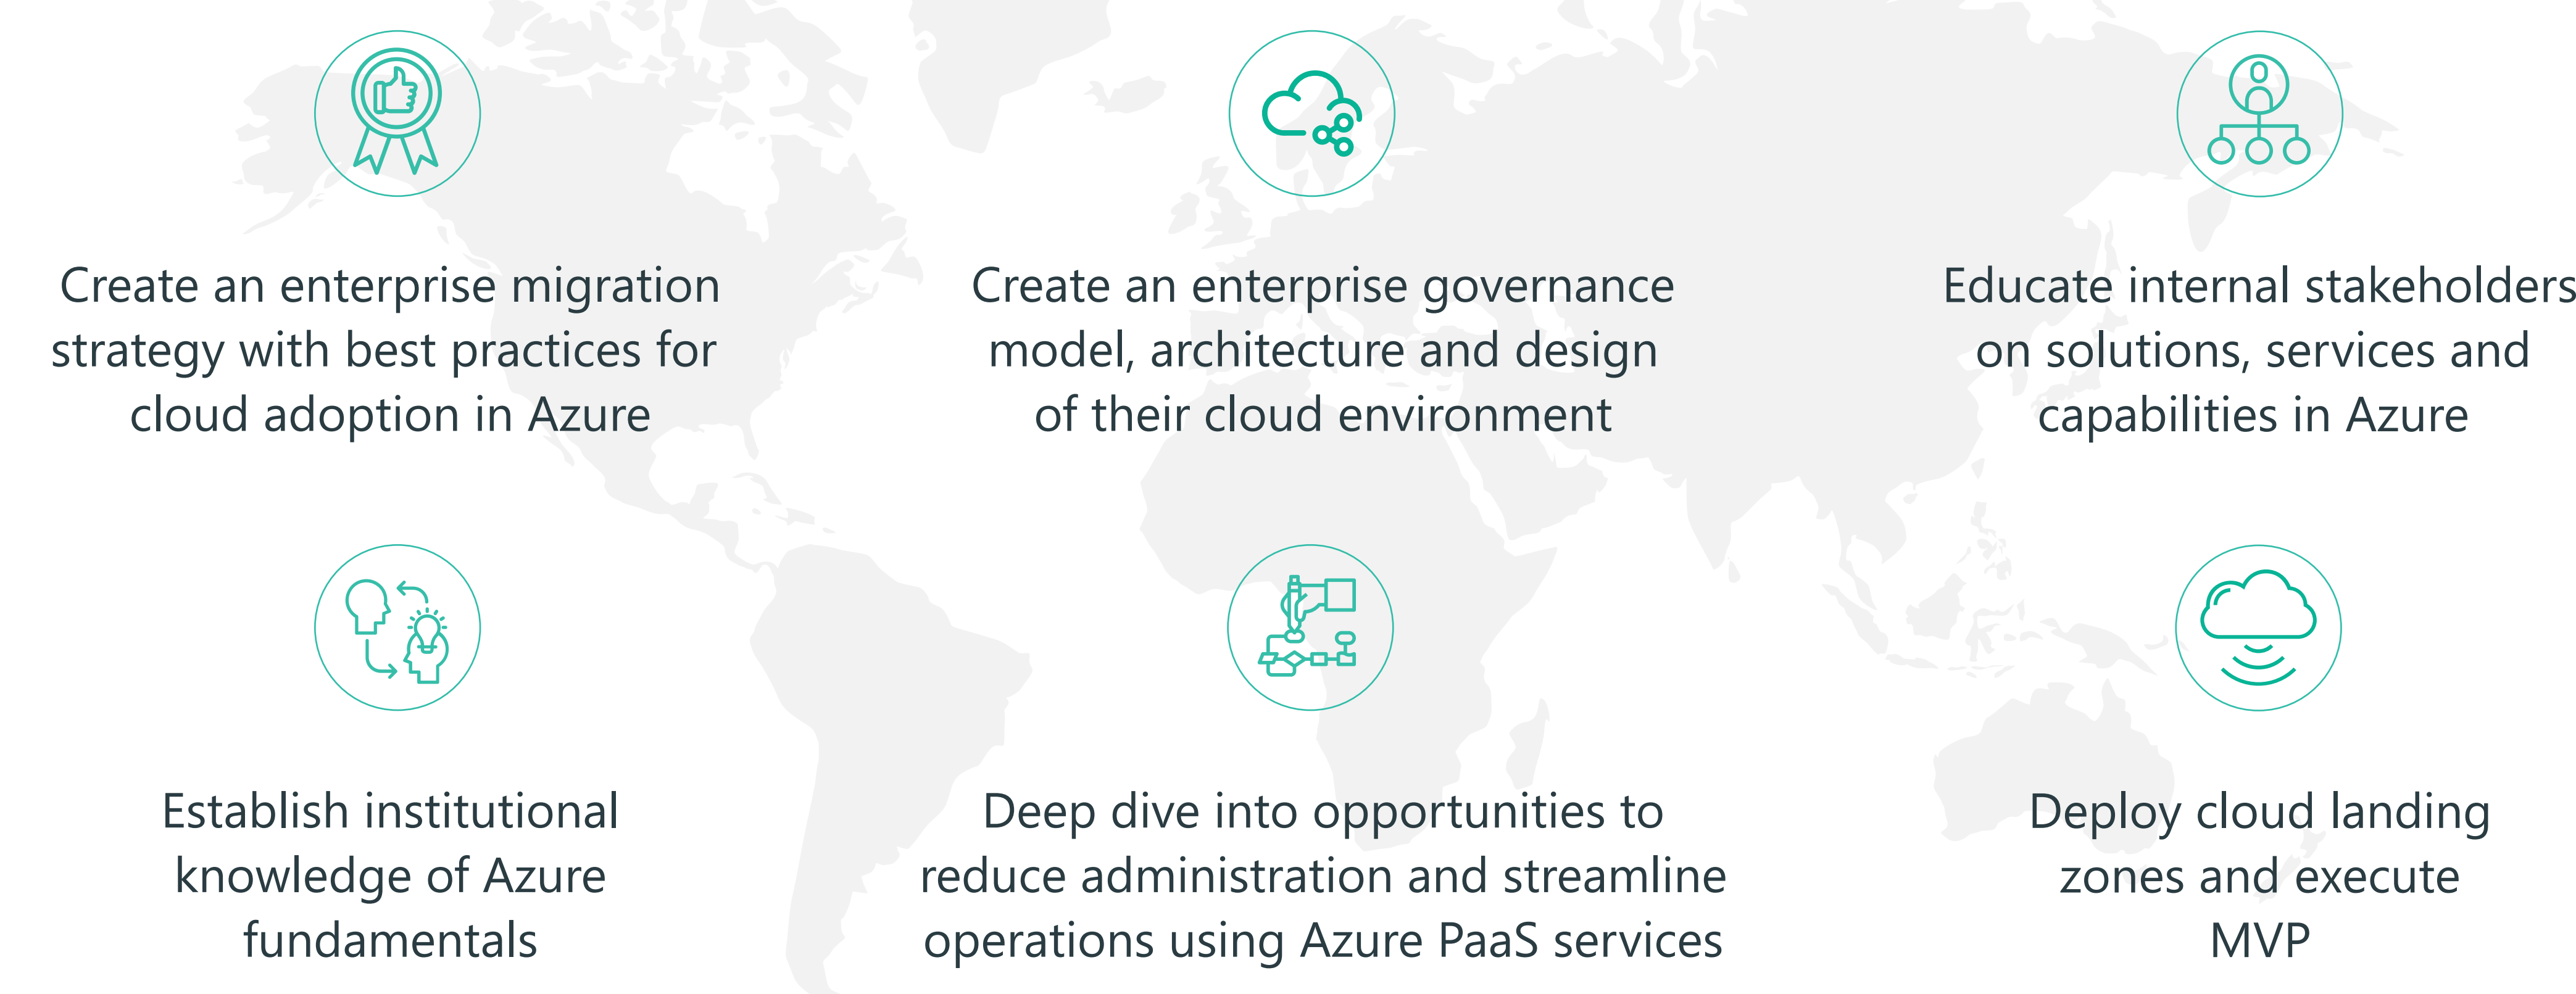 Create an enterprise migration
strategy with best practices for
cloud adoption in Azure
Create an enterprise governance
model, architecture and design
of their cloud environment
Educate internal stakeholders
on solutions, services and
capabilities in Azure
Establish institutional
knowledge of Azure
fundamentals
Deep dive into opportunities to
reduce administration and streamline
operations using Azure PaaS services
Deploy cloud landing
zones and execute
MVP